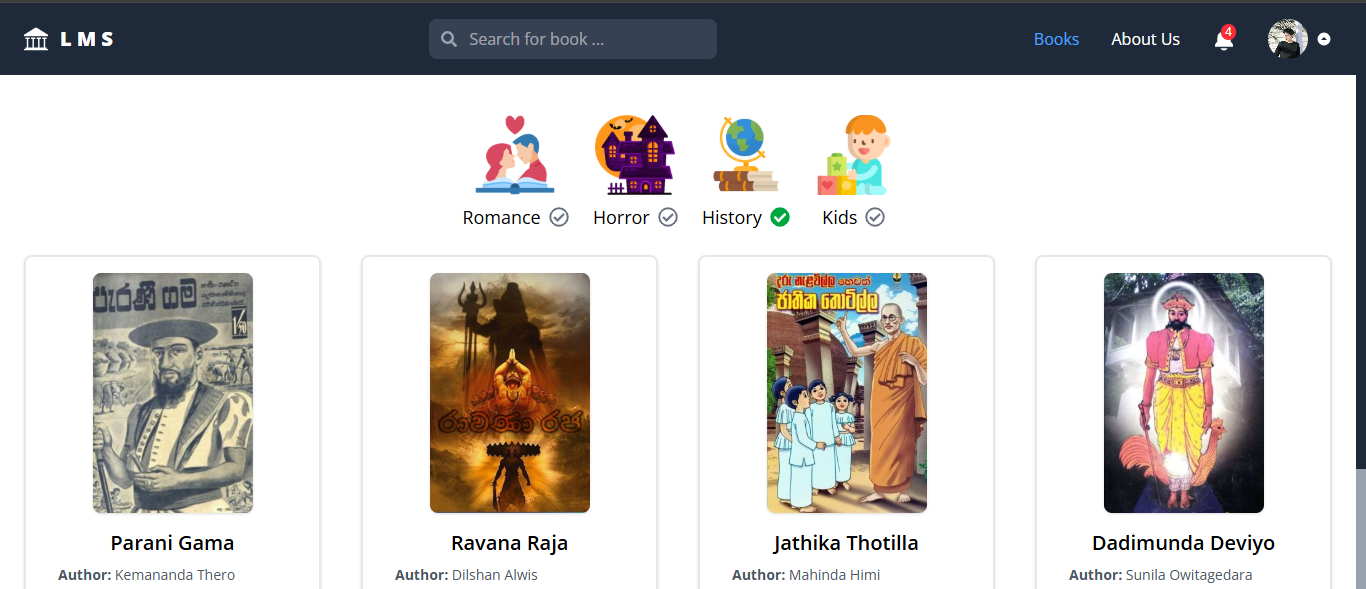 LMS
Search for book ...
Books
About Us
4
Romance
Horror
History
Kids
පැරණි ගම
රාවණා රජ
දරු නැළවිල්ල හෙවත්
ජාතික තොටිල්ල
Parani Gama
Ravana Raja
Jathika Thotilla
Dadimunda Deviyo
Author: Kemananda Thero
Author: Dilshan Alwis
Author: Mahinda Himi
Author: Sunila Owitagedara